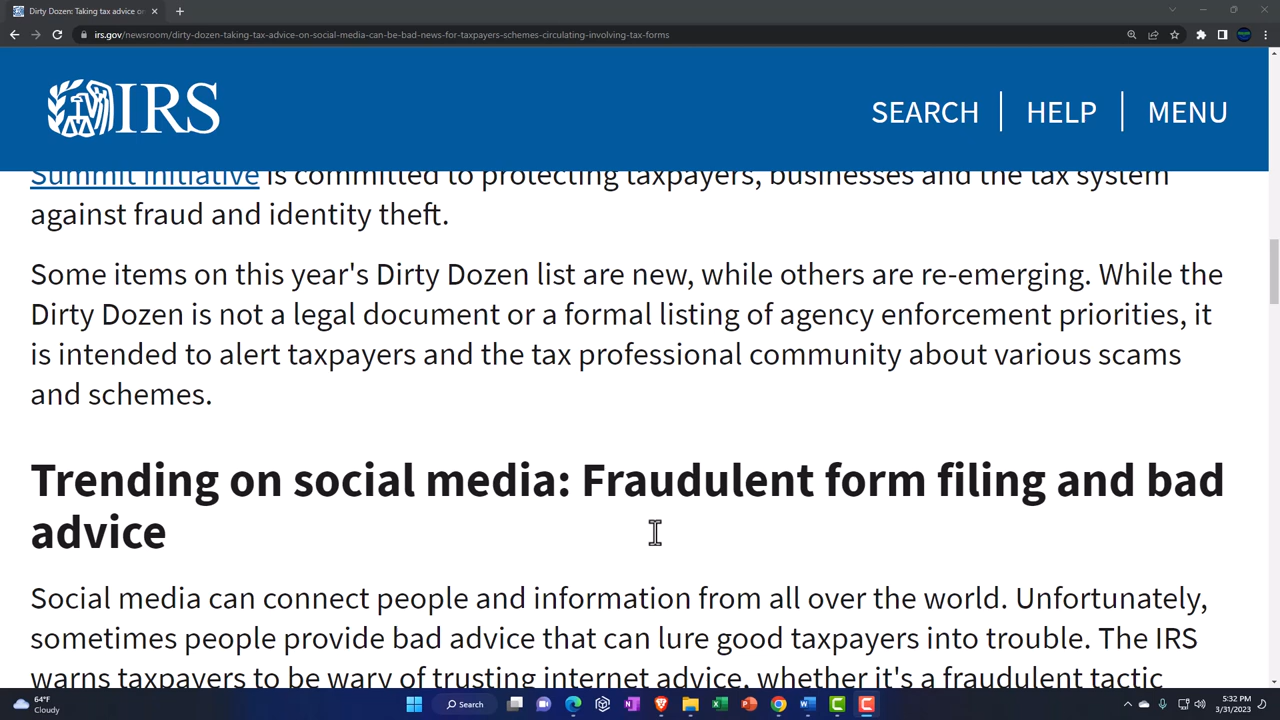 Dirty Dozen: Taking tax advice on
irs.gov/newsroom/dirty-dozen-taking-tax-advice-on-social-media-can-be-bad-news-for-taxpayers-schemes-circulating-involving-tax-forms
IRS
SEARCH
HELP
MENU
Summit initiative is committed to protecting taxpayers, businesses and the tax system
against fraud and identity theft.
Some items on this year's Dirty Dozen list are new, while others are re-emerging. While the
Dirty Dozen is not a legal document or a formal listing of agency enforcement priorities, it
is intended to alert taxpayers and the tax professional community about various scams
and schemes.
Trending on social media: Fraudulent form filing and bad
advice
Social media can connect people and information from all over the world. Unfortunately,
sometimes people provide bad advice that can lure good taxpayers into trouble. The IRS
warns taxpayers to be wary of trusting internet advice, whether it's a fraudulent tactic
64°F
Cloudy
Search
5:32 PM
3/31/2023